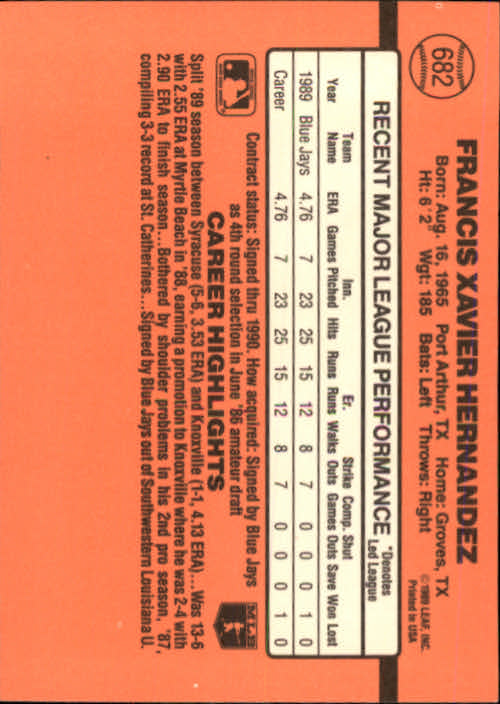 682
FRANCIS XAVIER HERNANDEZ
Born: Aug. 16, 1965 Port Arthur, TX Home: Groves, TX
Ht: 6'2" Wgt: 185 Bats: Left Throws: Right
© 1989 LEAF, INC.
Printed in USA
RECENT MAJOR LEAGUE PERFORMANCE
*Denotes
Led League
Team Inn. Er. Strike Comp. Shut
Year Name ERA Games Pitched Hits Runs Runs Walks Outs Games Outs Save Won Lost
1989 Blue Jays 4.76 7 23 25 15 12 8 7 0 0 0 1 0
Career 4.76 7 23 25 15 12 8 7 0 0 0 1 0
Contract status: Signed thru 1990. How acquired: Signed by Blue Jays
as 4th round selection in June '86 amateur draft
CAREER HIGHLIGHTS
MLB
Split '89 season between Syracuse (5-6, 3.53 ERA) and Knoxville (1-1, 4.13 ERA)... Was 13-6
with 2.55 ERA at Myrtle Beach in '88, earning a promotion to Knoxville where he was 2-4 with
2.90 ERA to finish season...Bothered by shoulder problems in his 2nd pro season, '87,
compiling 3-3 record at St. Catherines... Signed by Blue Jays out of Southwestern Louisiana U.